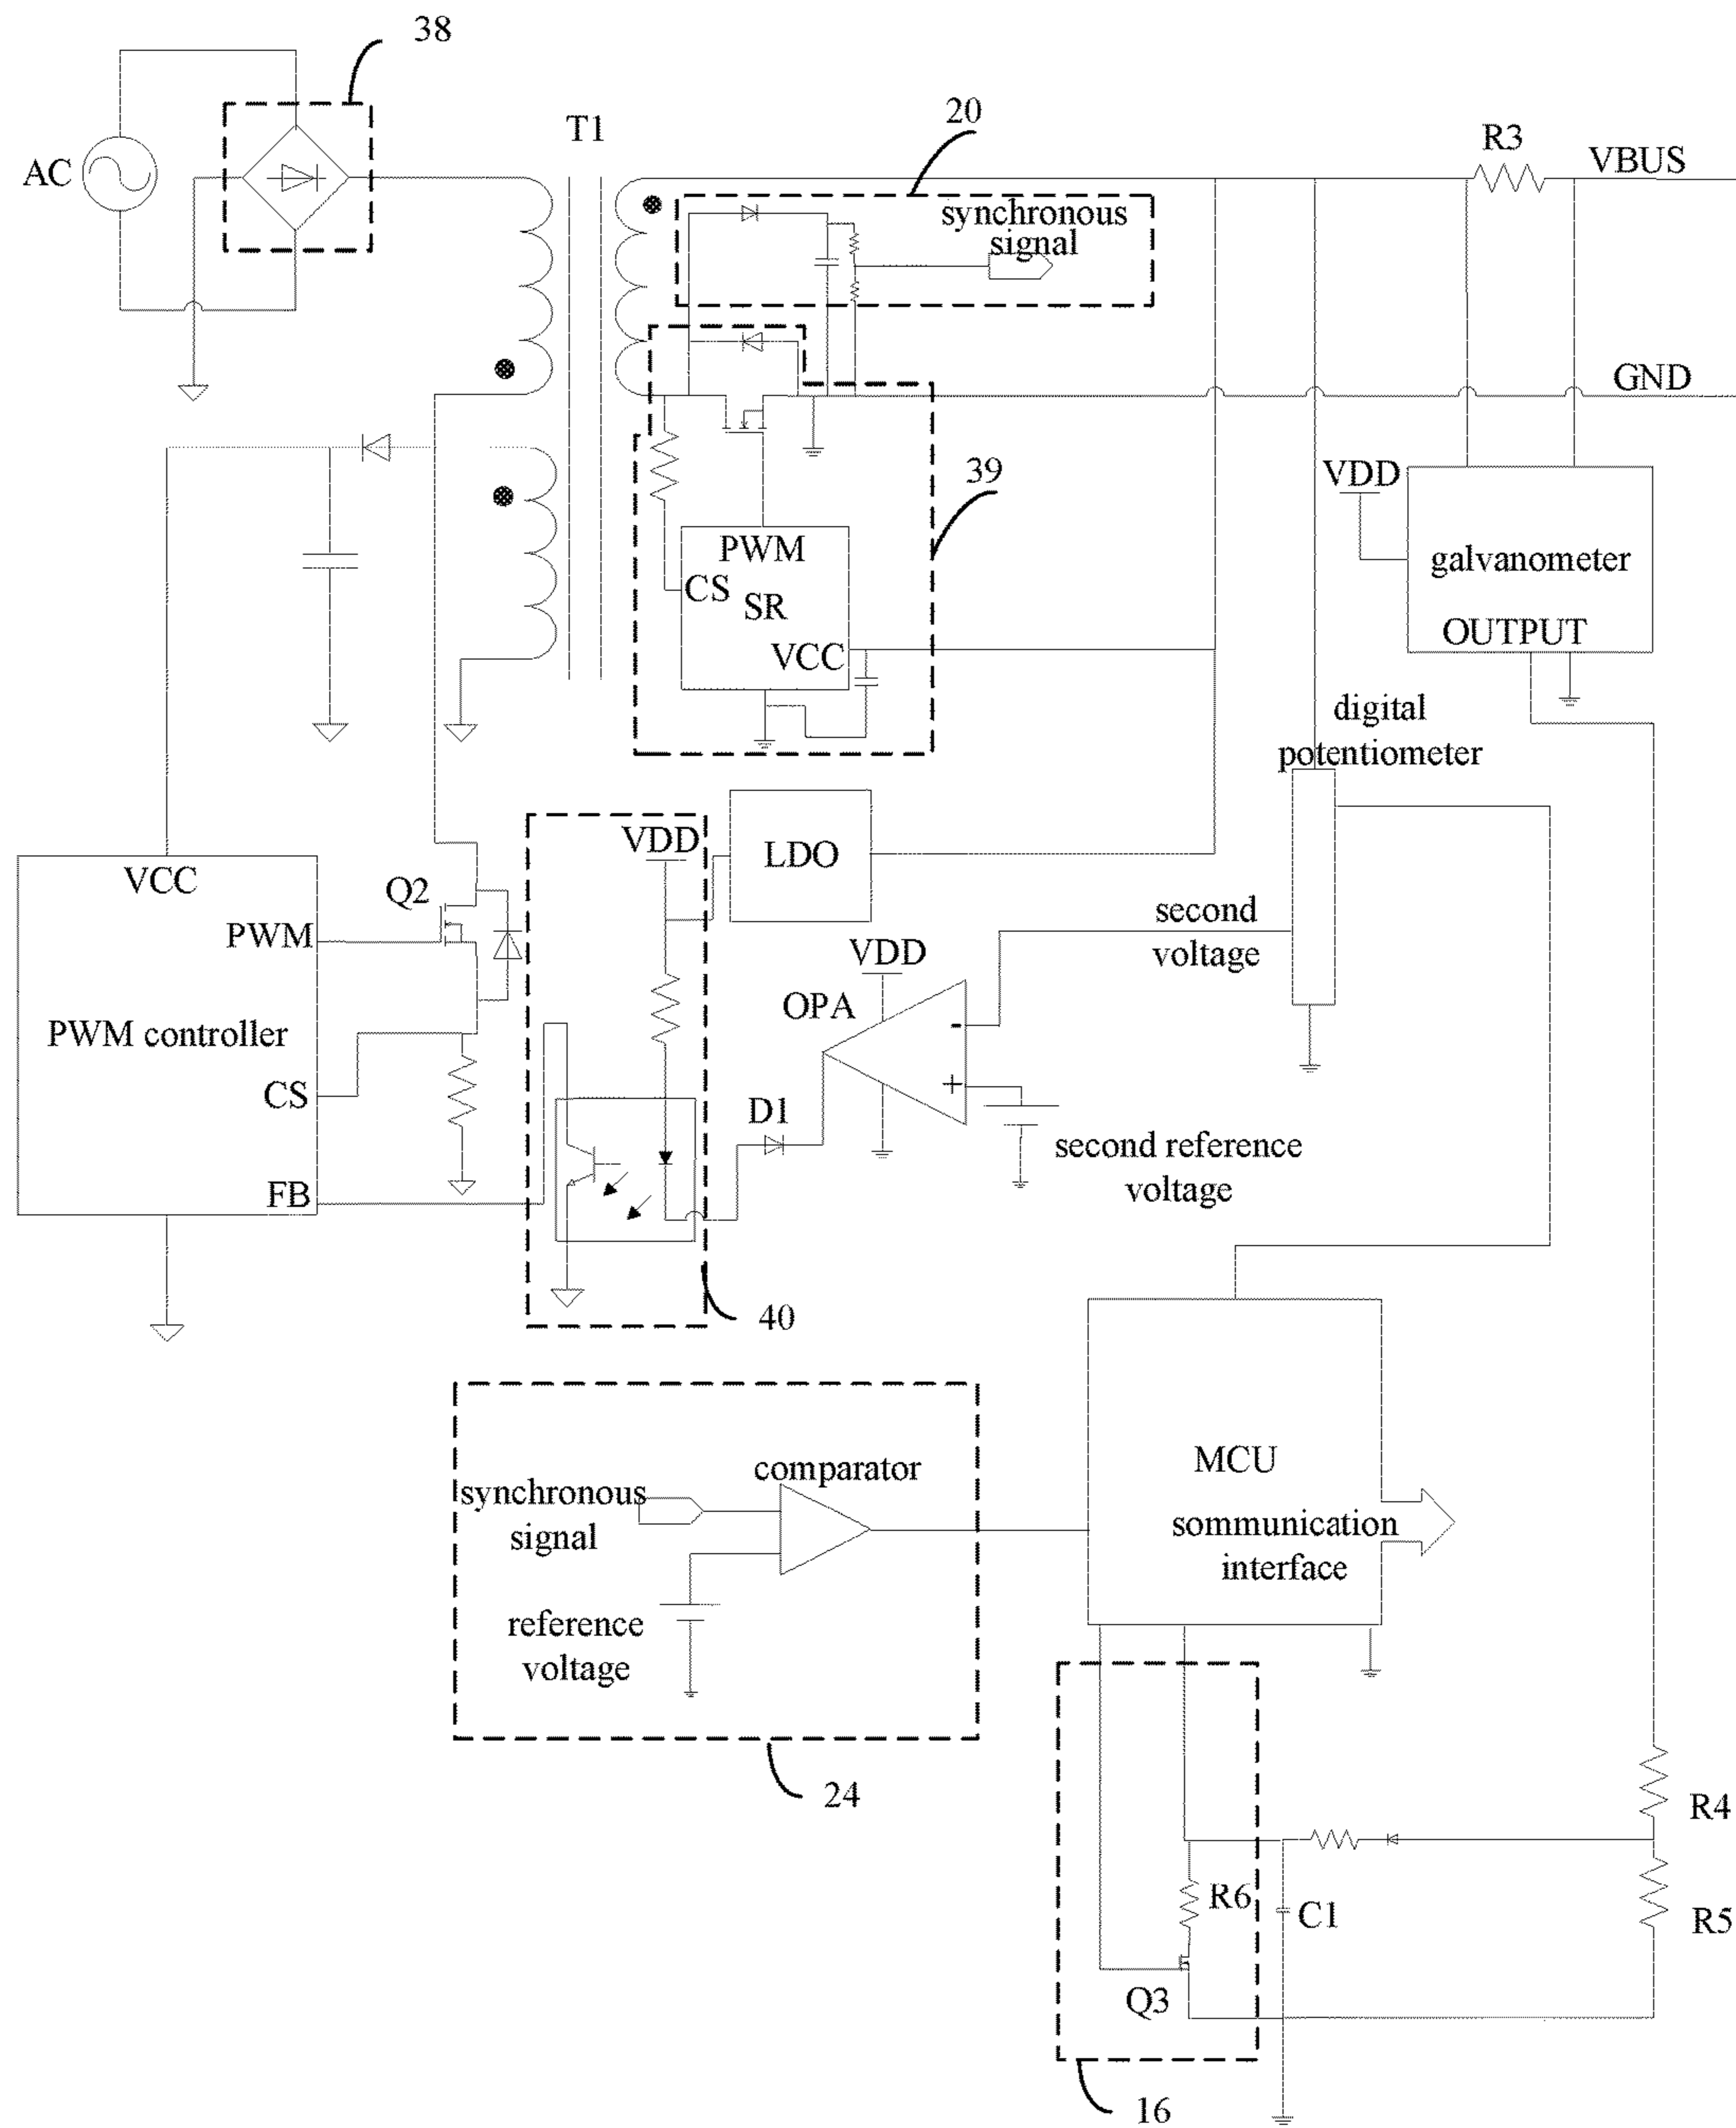 38
AC
T1
20
R3
VBUS
synchronous
signal
GND
39
VDD
PWM
CS
SR
VCC
galvanometer
OUTPUT
digital
potentiometer
VDD
LDO
VCC
Q2
PWM
second
voltage
VDD
OPA
-
PWM controller
+
CS
D1
second reference
voltage
FB
40
MCU
comparator
synchronous
signal
sommunication
interface
reference
voltage
24
R4
R6
C1
R5
Q3
16